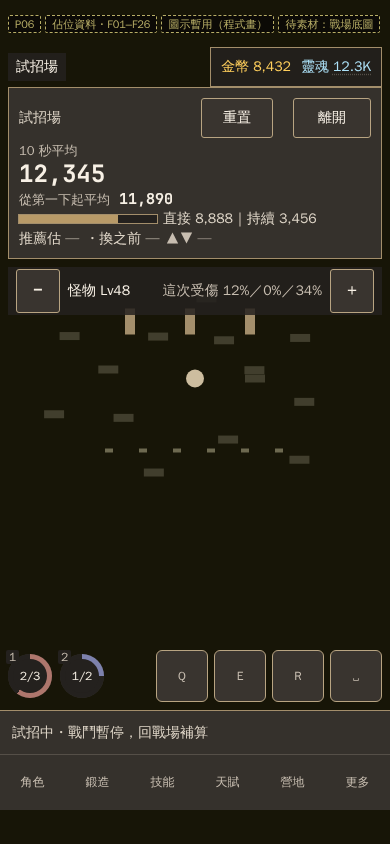 P06 佔位資料・F01—F26 圖示暫用（程式畫） 待素材：戰場底圖
試招場 金幣 8,432 靈魂 12.3K
試招場 重置 離開
10 秒平均
12,345
從第一下起平均 11,890
直接 8,888｜持續 3,456
推薦估 — ・換之前 — ▲▼ —
− 怪物 Lv48 這次受傷 12%／0%／34% ＋
1 2/3 2 1/2 Q E R ␣
試招中・戰鬥暫停，回戰場補算
角色 鍛造 技能 天賦 營地 更多